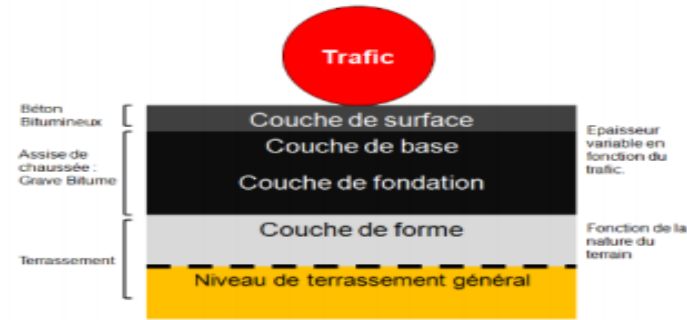 Trafic
Béton
Bitumineux
Couche de surface
Couche de base
Assise de
chaussée :
Grave Bitume
Couche de fondation
Epaisseur
variable en
fonction du
trafic.
Couche de forme
Fonction de la
nature du
terrain
Terrassement
Niveau de terrassement général